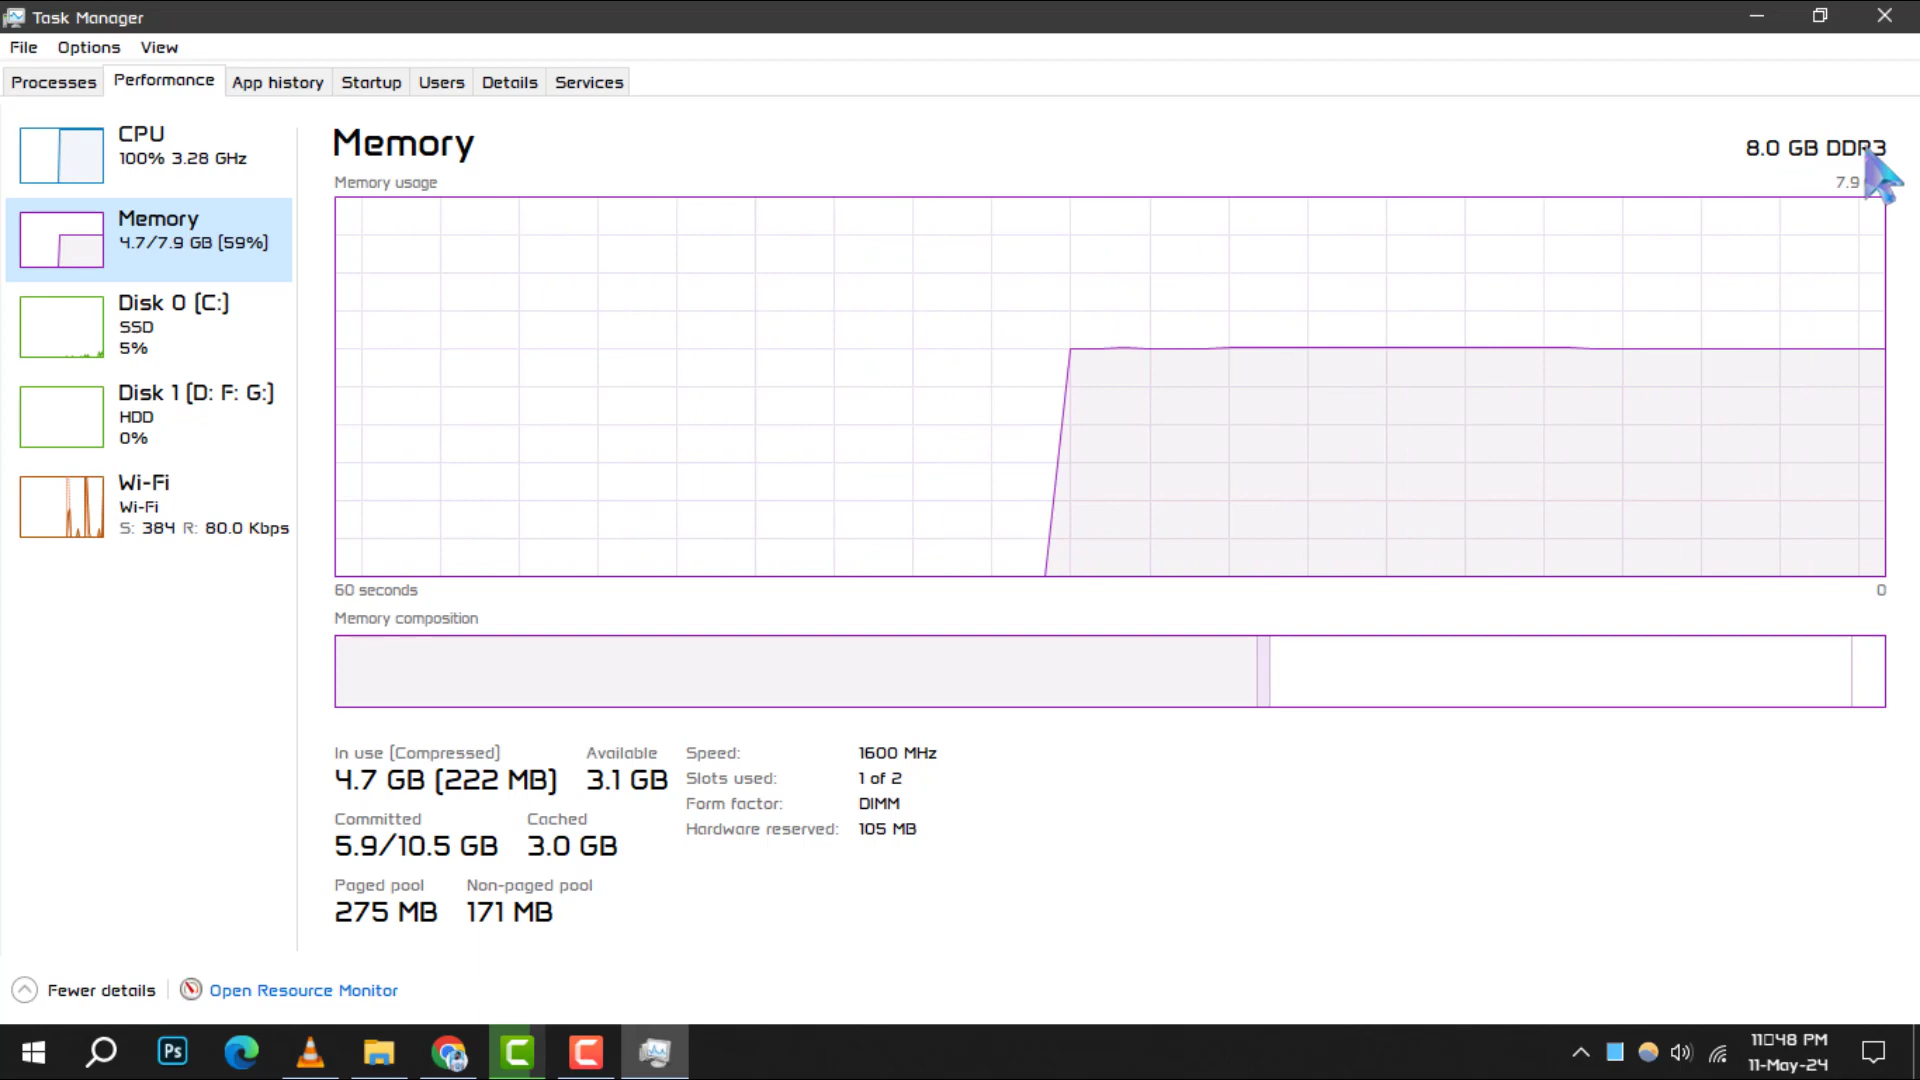 Task Manager
File Options View
Processes Performance App history Startup Users Details Services
CPU
100% 3.28 GHz
Memory
4.7/7.9 GB (59%)
Disk 0 (C:)
SSD
5%
Disk 1 (D: F: G:)
HDD
0%
Wi-Fi
Wi-Fi
S: 384 R: 80.0 Kbps
Memory
8.0 GB DDR3
Memory usage
7.9
60 seconds
0
Memory composition
In use (Compressed)
4.7 GB (222 MB)
Available
3.1 GB
Committed
5.9/10.5 GB
Cached
3.0 GB
Paged pool
275 MB
Non-paged pool
171 MB
Speed: 1600 MHz
Slots used: 1 of 2
Form factor: DIMM
Hardware reserved: 105 MB
Fewer details
Open Resource Monitor
Ps
11□48 PM
11-May-24